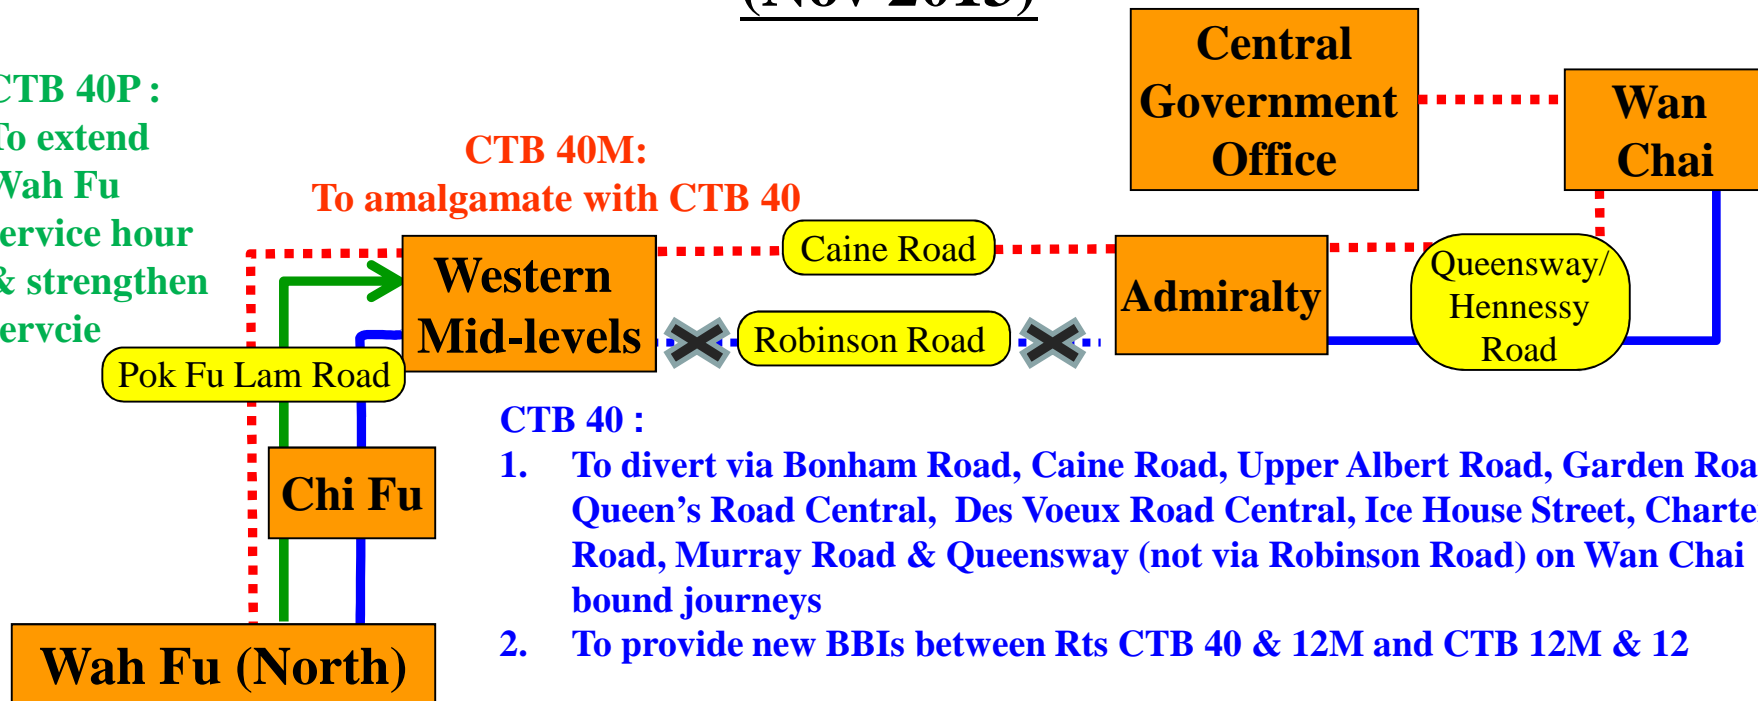 (Nov 2013)
Central
Government
Office
Wan
Chai
CTB 40P :
To extend
Wah Fu
service hour
& strengthen
servcie
CTB 40M:
To amalgamate with CTB 40
Caine Road
Western
Mid-levels
Robinson Road
Admiralty
Queensway/
Hennessy
Road
Pok Fu Lam Road
Chi Fu
Wah Fu (North)
CTB 40 :
1. To divert via Bonham Road, Caine Road, Upper Albert Road, Garden Roa
Queen's Road Central, Des Voeux Road Central, Ice House Street, Charte
Road, Murray Road & Queensway (not via Robinson Road) on Wan Chai
bound journeys
2. To provide new BBIs between Rts CTB 40 & 12M and CTB 12M & 12